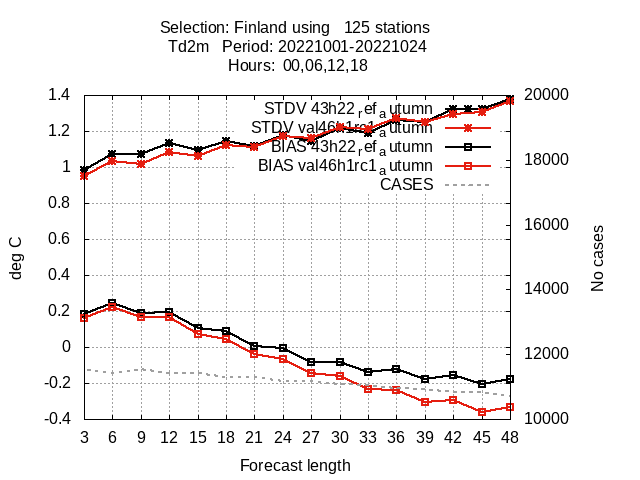 Selection: Finland using   125 stations
Td2m   Period: 20221001-20221024
Hours:  00,06,12,18
STDV 43h22_ref_autumn
STDV val46h1rc1_autumn
BIAS 43h22_ref_autumn
BIAS val46h1rc1_autumn
CASES
1.4
1.2
1
0.8
0.6
0.4
0.2
0
-0.2
-0.4
deg C
20000
18000
16000
14000
12000
10000
No cases
3 6 9 12 15 18 21 24 27 30 33 36 39 42 45 48
Forecast length